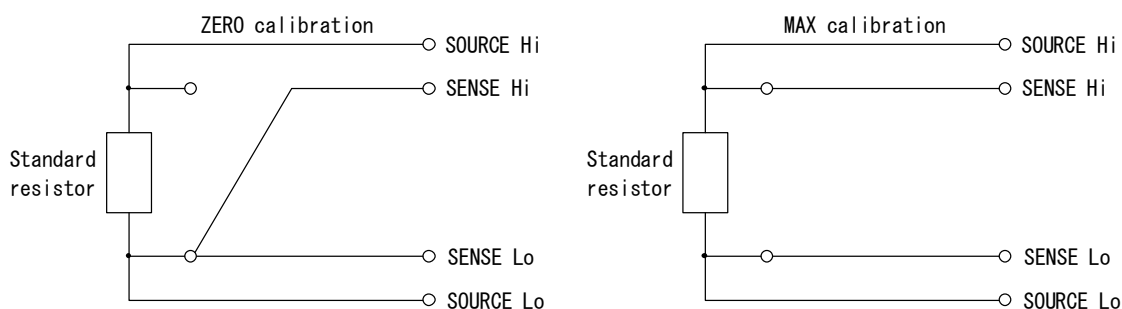 ZERO calibration
SOURCE Hi
SENSE Hi
Standard
resistor
SENSE Lo
SOURCE Lo
MAX calibration
SOURCE Hi
SENSE Hi
Standard
resistor
SENSE Lo
SOURCE Lo